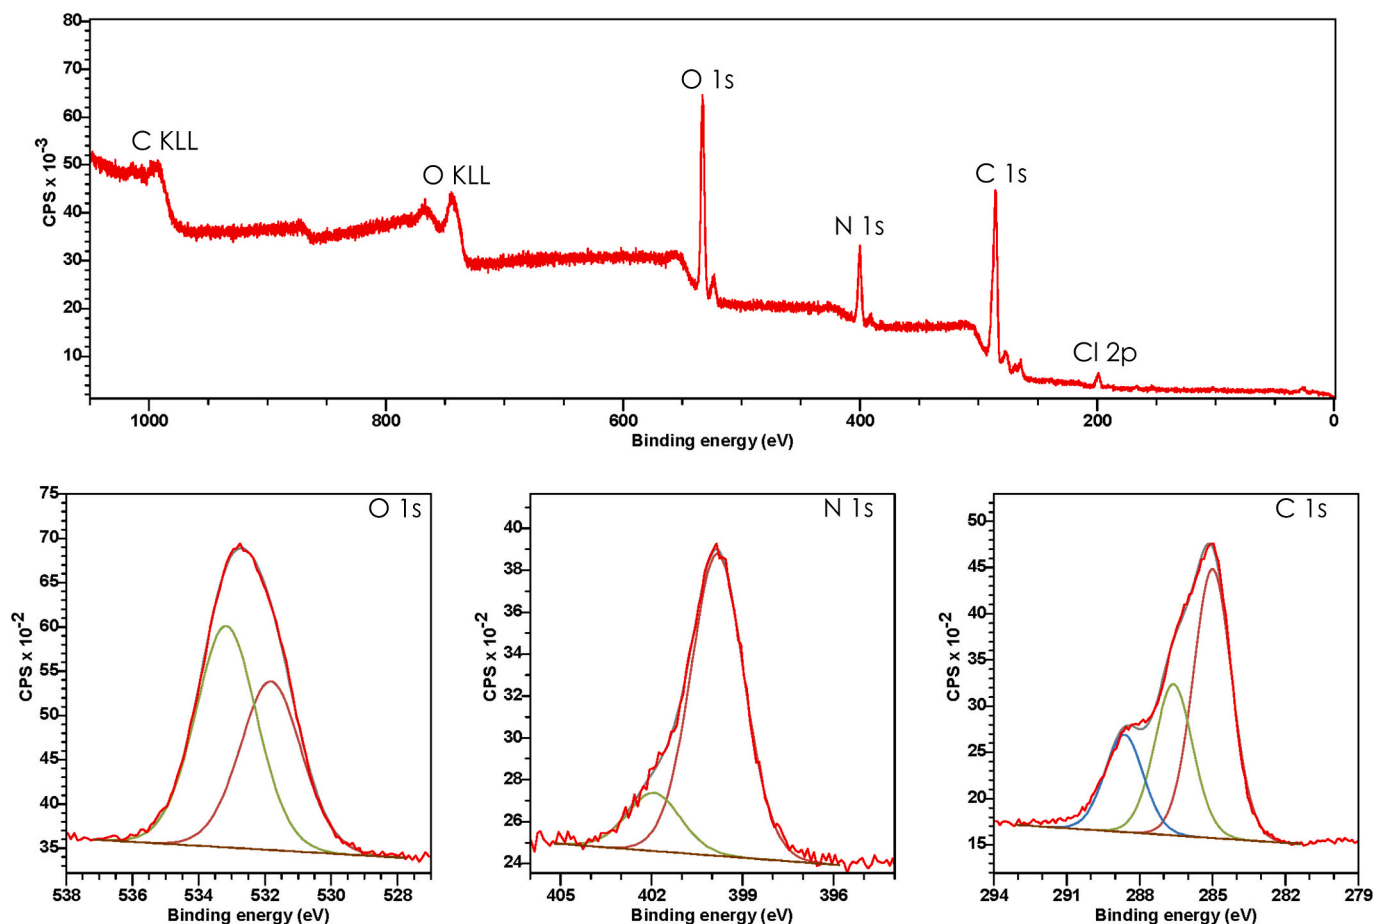 80
70
60
50
40
30
20
10
CPS x 10⁻³
C KLL
O KLL
O 1s
N 1s
C 1s
Cl 2p
1000 800 600 400 200 0
Binding energy (eV)
O 1s
75
70
65
60
55
50
45
40
35
CPS x 10⁻²
538 536 534 532 530 528
Binding energy (eV)
N 1s
40
38
36
34
32
30
28
26
24
CPS x 10⁻²
405 402 399 396
Binding energy (eV)
C 1s
50
45
40
35
30
25
20
15
CPS x 10⁻²
294 291 288 285 282 279
Binding energy (eV)